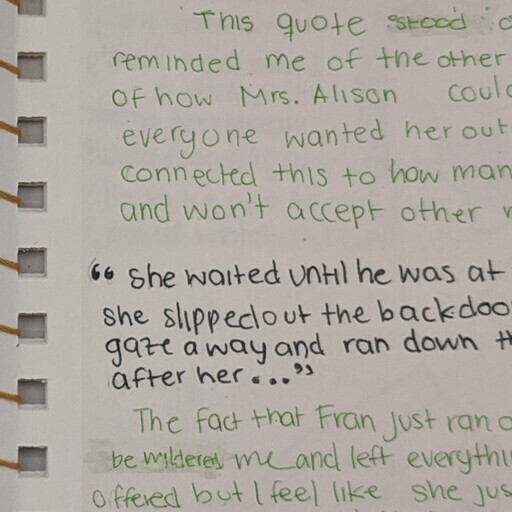 This quote stood
reminded me of the other
of how Mrs. Alison coul
everyone wanted her out
connected this to how man
and won't accept other
“ she waited until he was at
she slipped out the backdoo
gaze away and ran down th
after her ...”
The fact that Fran just ran
bewildered me and left everythi
offered but I feel like she jus